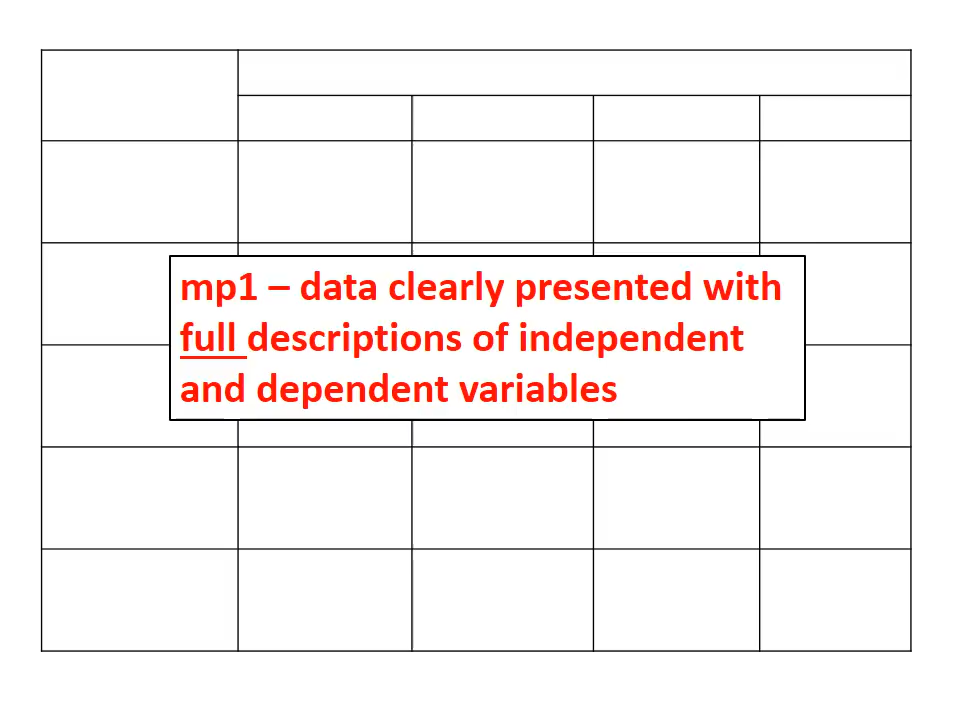 mp1 – data clearly presented with
full descriptions of independent
and dependent variables